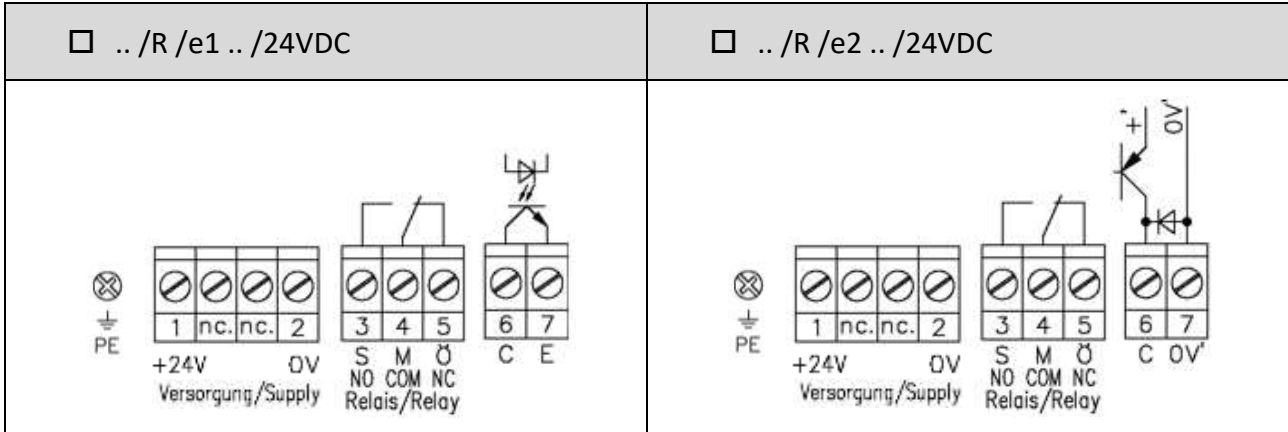 ☐ .. /R /e1 .. /24VDC
+' 0V'
1 nc. nc. 2 3 4 5 6 7
PE
+24V 0V S M Ö C E
NO COM NC
Versorgung/Supply Relais/Relay
☐ .. /R /e2 .. /24VDC
1 nc. nc. 2 3 4 5 6 7
PE
+24V 0V S M Ö C 0V'
NO COM NC
Versorgung/Supply Relais/Relay